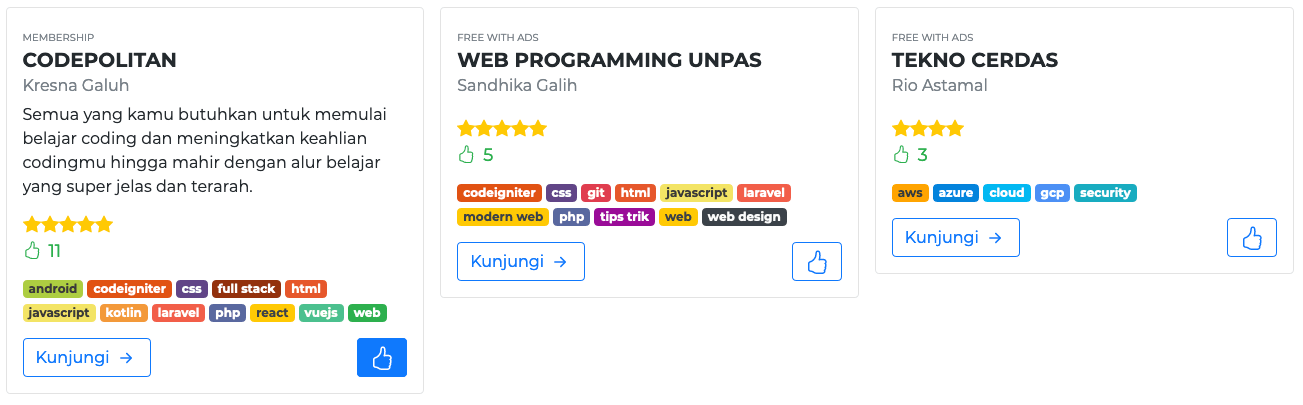 MEMBERSHIP
CODEPOLITAN
Kresna Galuh
Semua yang kamu butuhkan untuk memulai
belajar coding dan meningkatkan keahlian
codingmu hingga mahir dengan alur belajar
yang super jelas dan terarah.
11
android codeigniter css full stack html
javascript kotlin laravel php react vuejs web
Kunjungi →
FREE WITH ADS
WEB PROGRAMMING UNPAS
Sandhika Galih
5
codeigniter css git html javascript laravel
modern web php tips trik web web design
Kunjungi →
FREE WITH ADS
TEKNO CERDAS
Rio Astamal
3
aws azure cloud gcp security
Kunjungi →